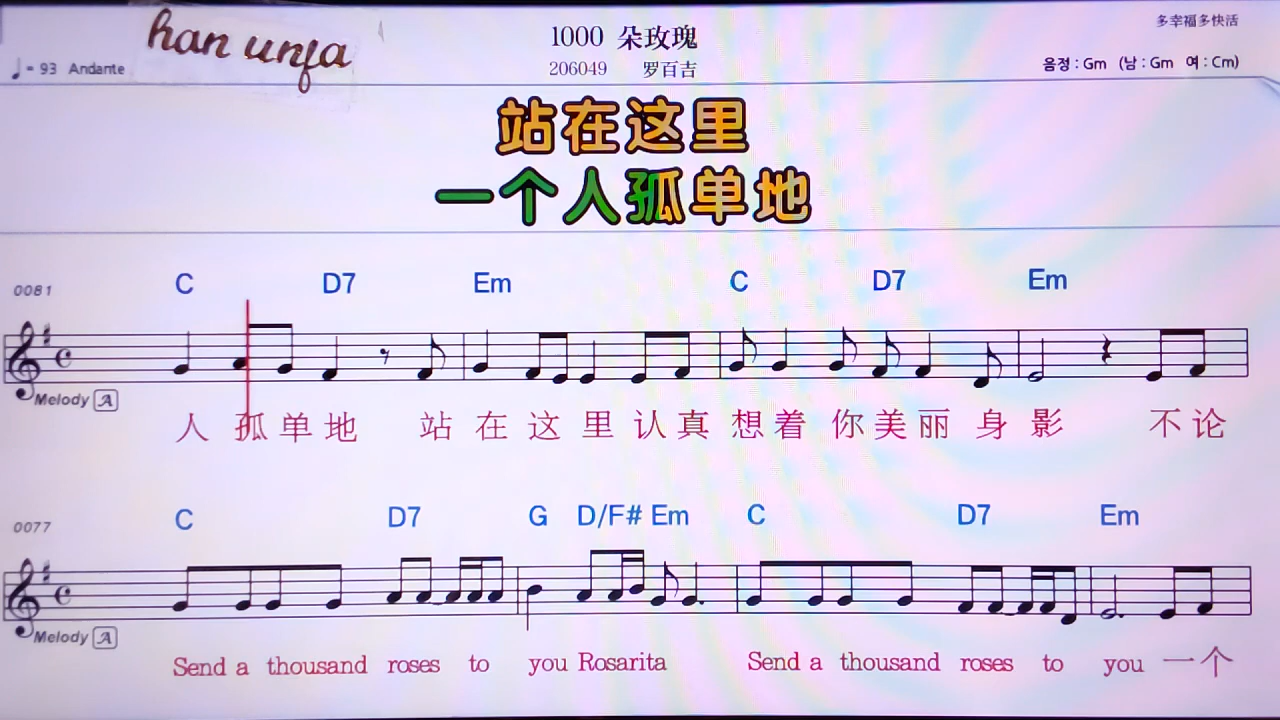 han unfa
1000 朵玫瑰
多幸福多快活
♩= 93 Andante
206049 罗百吉
음정 : Gm (남 : Gm 여 : Cm)
站在这里
一个人孤单地
C D7 Em C D7 Em
0081
Melody A
人 孤 单 地 站 在 这 里 认 真 想 着 你 美 丽 身 影 不 论
C D7 G D/F# Em C D7 Em
0077
Melody A
Send a thousand roses to you Rosarita Send a thousand roses to you 一个